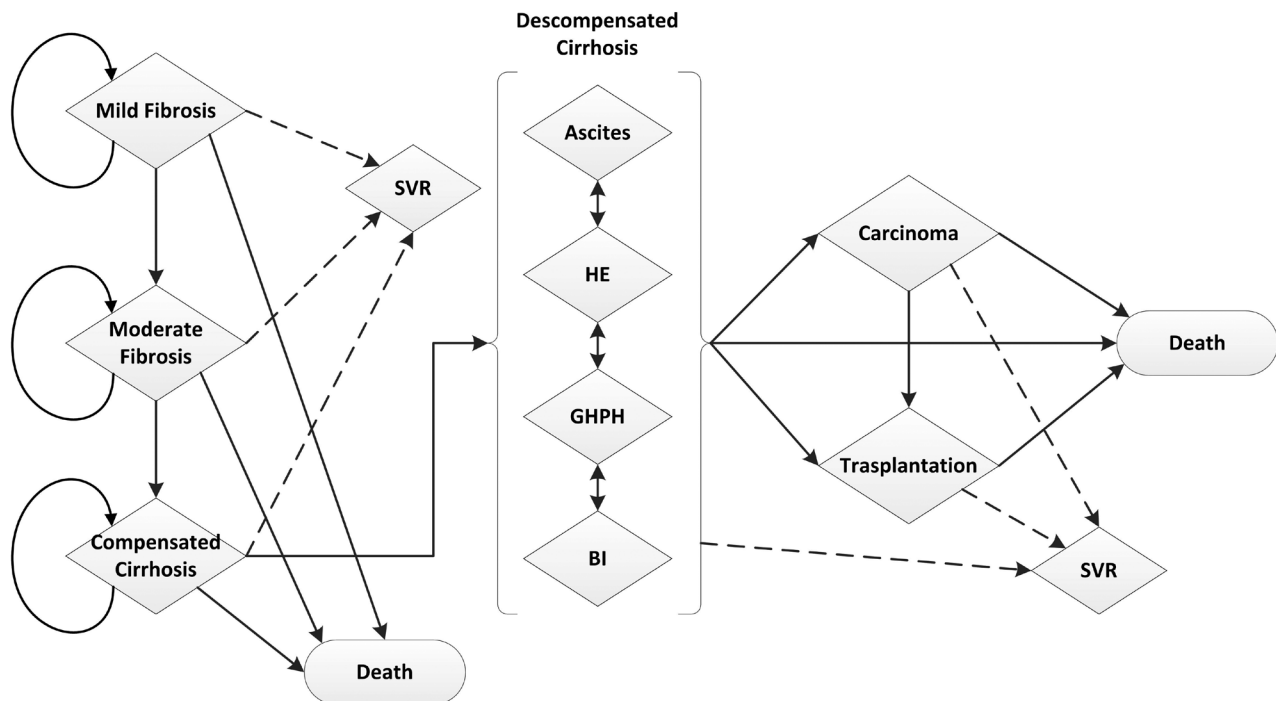 Descompensated
Cirrhosis
Mild Fibrosis
SVR
Moderate
Fibrosis
Compensated
Cirrhosis
Death
Ascites
HE
GHPH
BI
Carcinoma
Trasplantation
Death
SVR